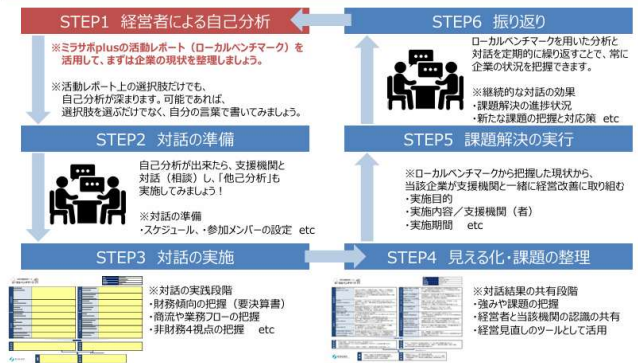 STEP1 経営者による自己分析
※ミラサポplusの活動レポート（ローカルベンチマーク）を
活用して、まずは企業の現状を整理しましょう。
※活動レポート上の選択肢だけでも、
自己分析が深まります。可能であれば、
選択肢を選ぶだけでなく、自分の言葉で書いてみましょう。
STEP2 対話の準備
自己分析が出来たら、支援機関と
対話（相談）し、「他己分析」も
実施してみましょう！
※対話の準備
・スケジュール、・参加メンバーの設定 etc
STEP3 対話の実施
※対話の実践段階
・財務傾向の把握（要決算書）
・商流や業務フローの把握
・非財務4視点の把握 etc
STEP4 見える化・課題の整理
※対話結果の共有段階
・強みや課題の把握
・経営者と当該機関の認識の共有
・経営見直しのツールとして活用
STEP5 課題解決の実行
※ローカルベンチマークから把握した現状から、
当該企業が支援機関と一緒に経営改善に取り組む
・実施目的
・実施内容／支援機関（者）
・実施期間 etc
STEP6 振り返り
ローカルベンチマークを用いた分析と
対話を定期的に繰り返すことで、常に
企業の状況を把握できます。
※継続的な対話の効果
・課題解決の進捗状況
・新たな課題の把握と対応策 etc